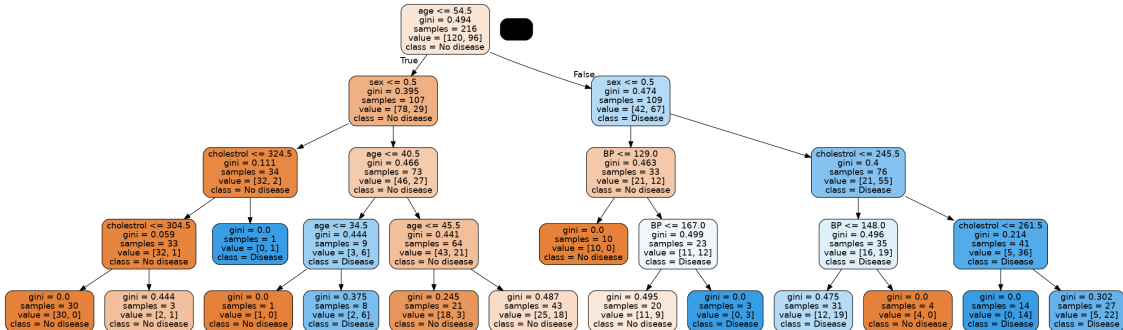 age <= 54.5
gini = 0.494
samples = 216
value = [120, 96]
class = No disease
True
False
sex <= 0.5
gini = 0.395
samples = 107
value = [78, 29]
class = No disease
sex <= 0.5
gini = 0.474
samples = 109
value = [42, 67]
class = Disease
cholestrol <= 324.5
gini = 0.111
samples = 34
value = [32, 2]
class = No disease
age <= 40.5
gini = 0.466
samples = 73
value = [46, 27]
class = No disease
BP <= 129.0
gini = 0.463
samples = 33
value = [21, 12]
class = No disease
cholestrol <= 245.5
gini = 0.4
samples = 76
value = [21, 55]
class = Disease
cholestrol <= 304.5
gini = 0.059
samples = 33
value = [32, 1]
class = No disease
gini = 0.0
samples = 1
value = [0, 1]
class = Disease
age <= 34.5
gini = 0.444
samples = 9
value = [3, 6]
class = Disease
age <= 45.5
gini = 0.441
samples = 64
value = [43, 21]
class = No disease
gini = 0.0
samples = 10
value = [10, 0]
class = No disease
BP <= 167.0
gini = 0.499
samples = 23
value = [11, 12]
class = Disease
BP <= 148.0
gini = 0.496
samples = 35
value = [16, 19]
class = Disease
cholestrol <= 261.5
gini = 0.214
samples = 41
value = [5, 36]
class = Disease
gini = 0.0
samples = 30
value = [30, 0]
class = No disease
gini = 0.444
samples = 3
value = [2, 1]
class = No disease
gini = 0.0
samples = 1
value = [1, 0]
class = No disease
gini = 0.375
samples = 8
value = [2, 6]
class = Disease
gini = 0.245
samples = 21
value = [18, 3]
class = No disease
gini = 0.487
samples = 43
value = [25, 18]
class = No disease
gini = 0.495
samples = 20
value = [11, 9]
class = No disease
gini = 0.0
samples = 3
value = [0, 3]
class = Disease
gini = 0.475
samples = 31
value = [12, 19]
class = Disease
gini = 0.0
samples = 4
value = [4, 0]
class = No disease
gini = 0.0
samples = 14
value = [0, 14]
class = Disease
gini = 0.302
samples = 27
value = [5, 22]
class = Disease